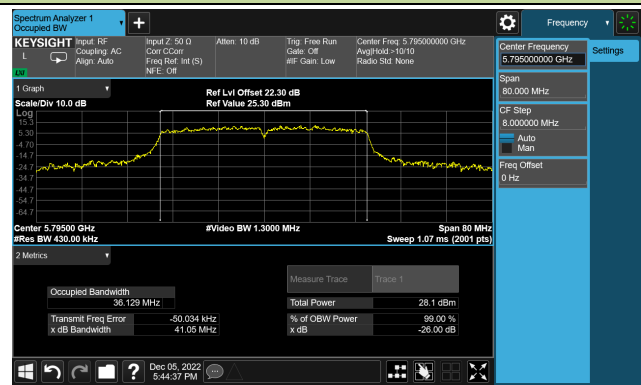 Spectrum Analyzer 1
Occupied BW
+
Frequency
KEYSIGHT
L
LXI
Input: RF
Coupling: AC
Align: Auto
Input Z: 50 Ω
Corr CCorr
Freq Ref: Int (S)
NFE: Off
Atten: 10 dB
Trig: Free Run
Gate: Off
#IF Gain: Low
Center Freq: 5.795000000 GHz
Avg|Hold:>10/10
Radio Std: None
Center Frequency
5.795000000 GHz
Settings
Span
80.000 MHz
CF Step
8.000000 MHz
Auto
Man
Freq Offset
0 Hz
1 Graph
Scale/Div 10.0 dB
Ref Lvl Offset 22.30 dB
Ref Value 25.30 dBm
Log
15.3
5.30
-4.70
-14.7
-24.7
-34.7
-44.7
-54.7
-64.7
Center 5.79500 GHz
#Video BW 1.3000 MHz
Span 80 MHz
#Res BW 430.00 kHz
Sweep 1.07 ms (2001 pts)
2 Metrics
Measure Trace
Trace 1
Occupied Bandwidth
36.129 MHz
Total Power
28.1 dBm
Transmit Freq Error
-50.034 kHz
% of OBW Power
99.00 %
x dB Bandwidth
41.05 MHz
x dB
-26.00 dB
?
Dec 05, 2022
5:44:37 PM